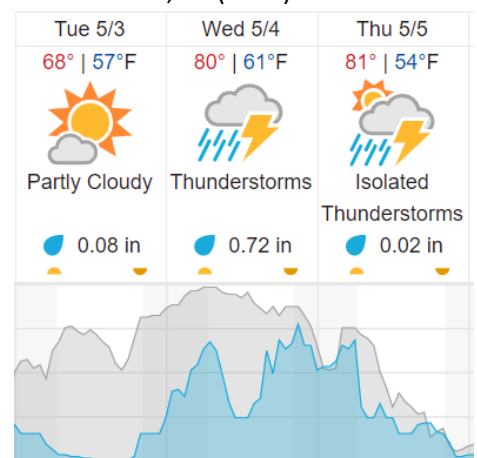 Tue 5/3 Wed 5/4 Thu 5/5
68° | 57°F 80° | 61°F 81° | 54°F
Partly Cloudy Thunderstorms Isolated
Thunderstorms
0.08 in 0.72 in 0.02 in